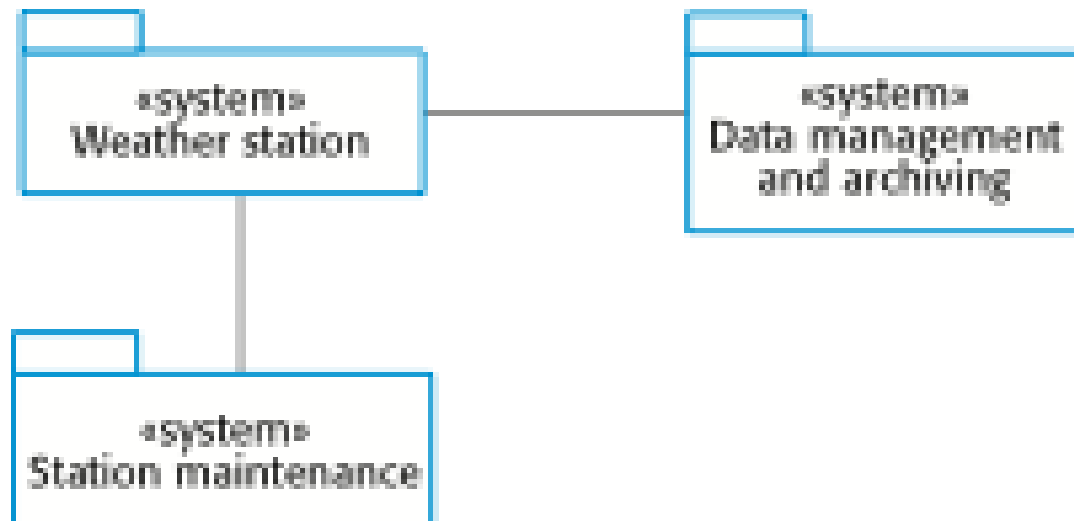 «system»
Weather station
«system»
Data management
and archiving
«system»
Station maintenance